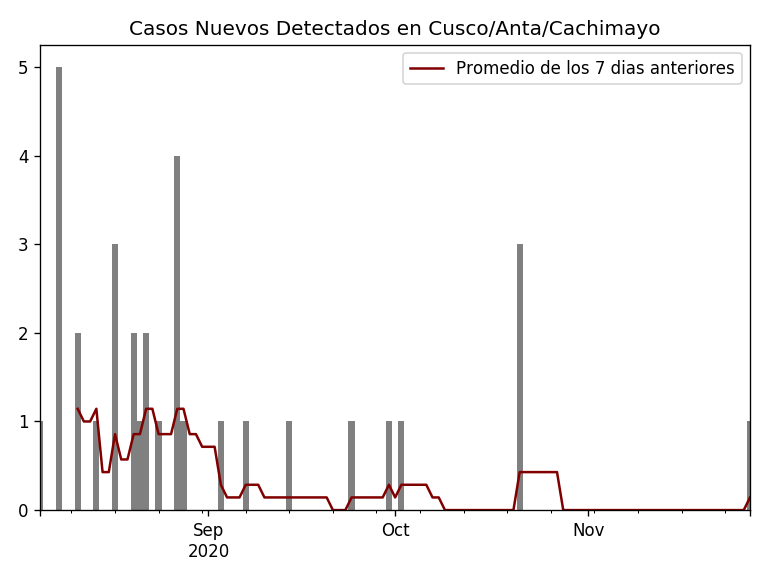 Casos Nuevos Detectados en Cusco/Anta/Cachimayo
Promedio de los 7 dias anteriores
5
4
3
2
1
0
Sep
2020
Oct
Nov